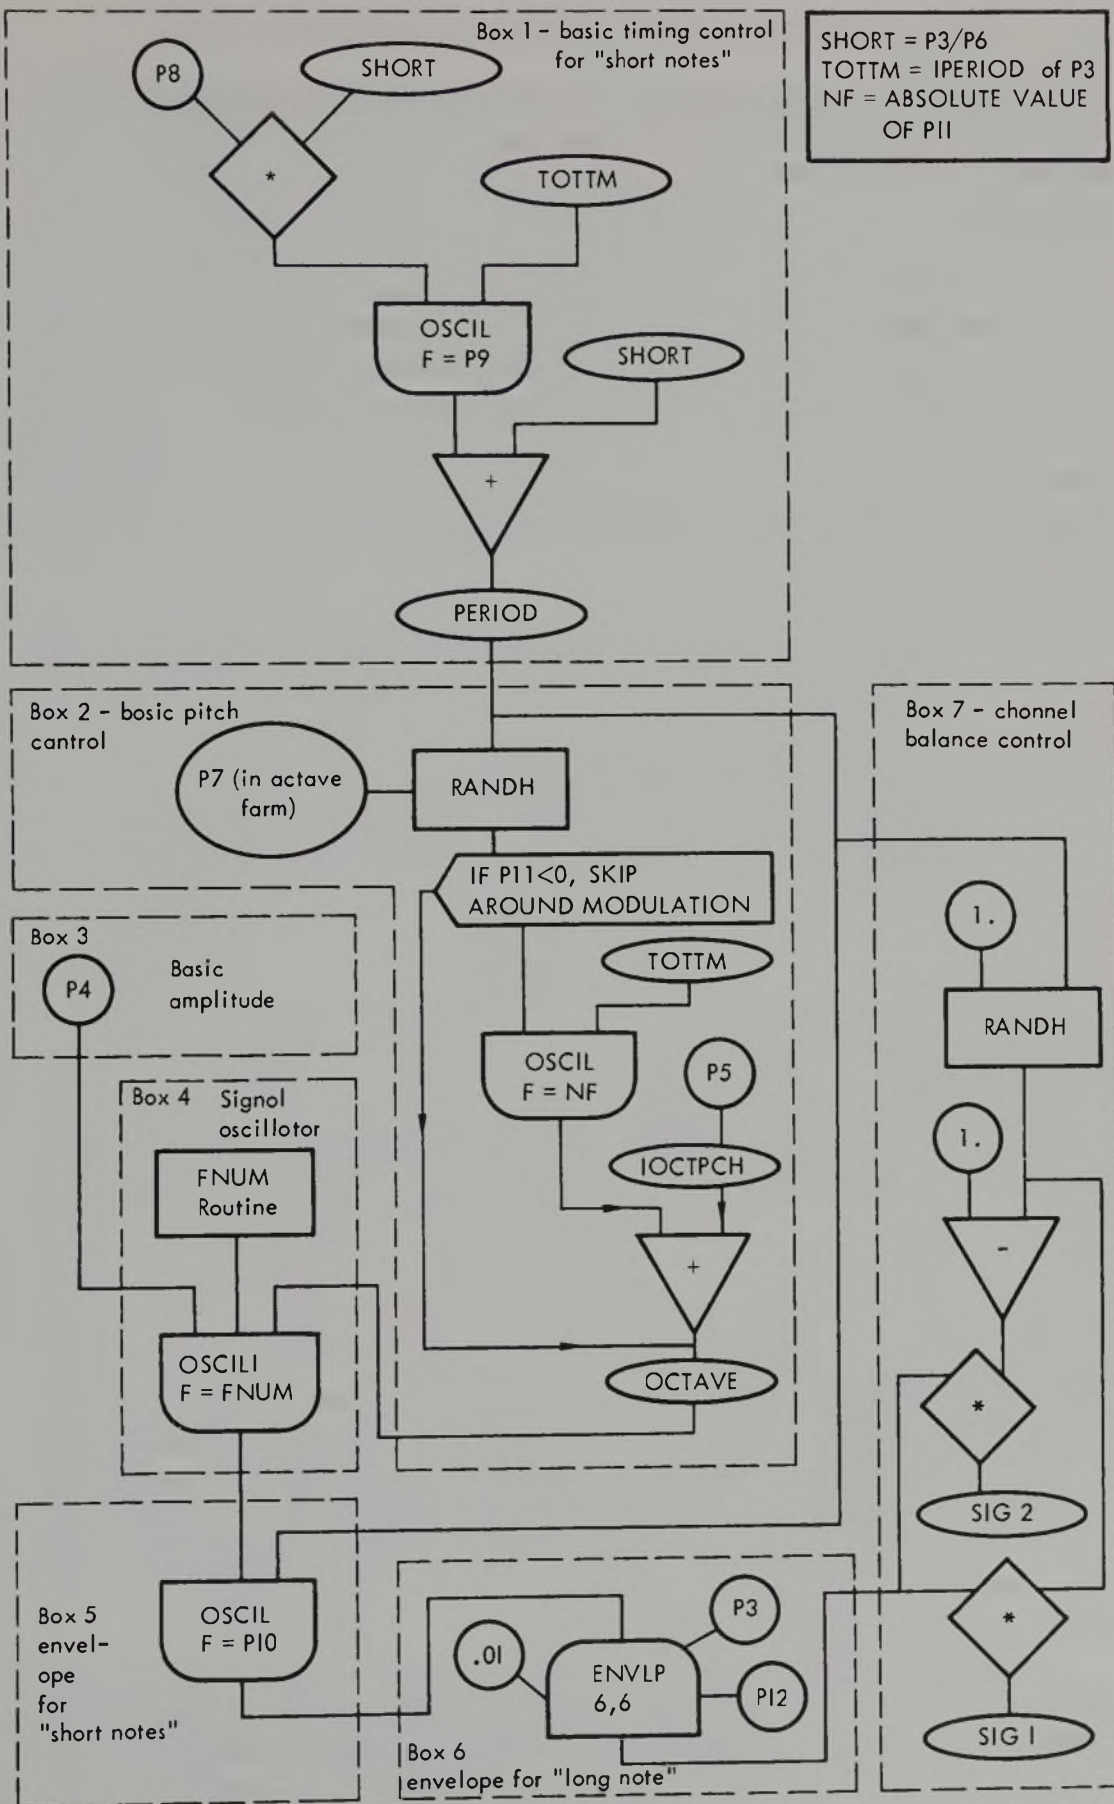 Box 1 - basic timing control
for "short notes"
P8
SHORT
*
TOTTM
OSCIL
F = P9
SHORT
+
PERIOD
SHORT = P3/P6
TOTTM = IPERIOD of P3
NF = ABSOLUTE VALUE
OF P11
Box 2 - bosic pitch
cantrol
P7 (in actave
farm)
RANDH
IF P11<0, SKIP
AROUND MODULATION
TOTTM
OSCIL
F = NF
P5
IOCTPCH
+
OCTAVE
Box 3
P4
Basic
amplitude
Box 4 Signol
oscillotor
FNUM
Routine
OSCILI
F = FNUM
Box 5
envel-
ope
for
"short notes"
OSCIL
F = P10
Box 6
envelope for "long note"
.01
ENVLP
6,6
P3
P12
Box 7 - chonnel
balance control
1.
RANDH
1.
-
*
SIG 2
*
SIG 1